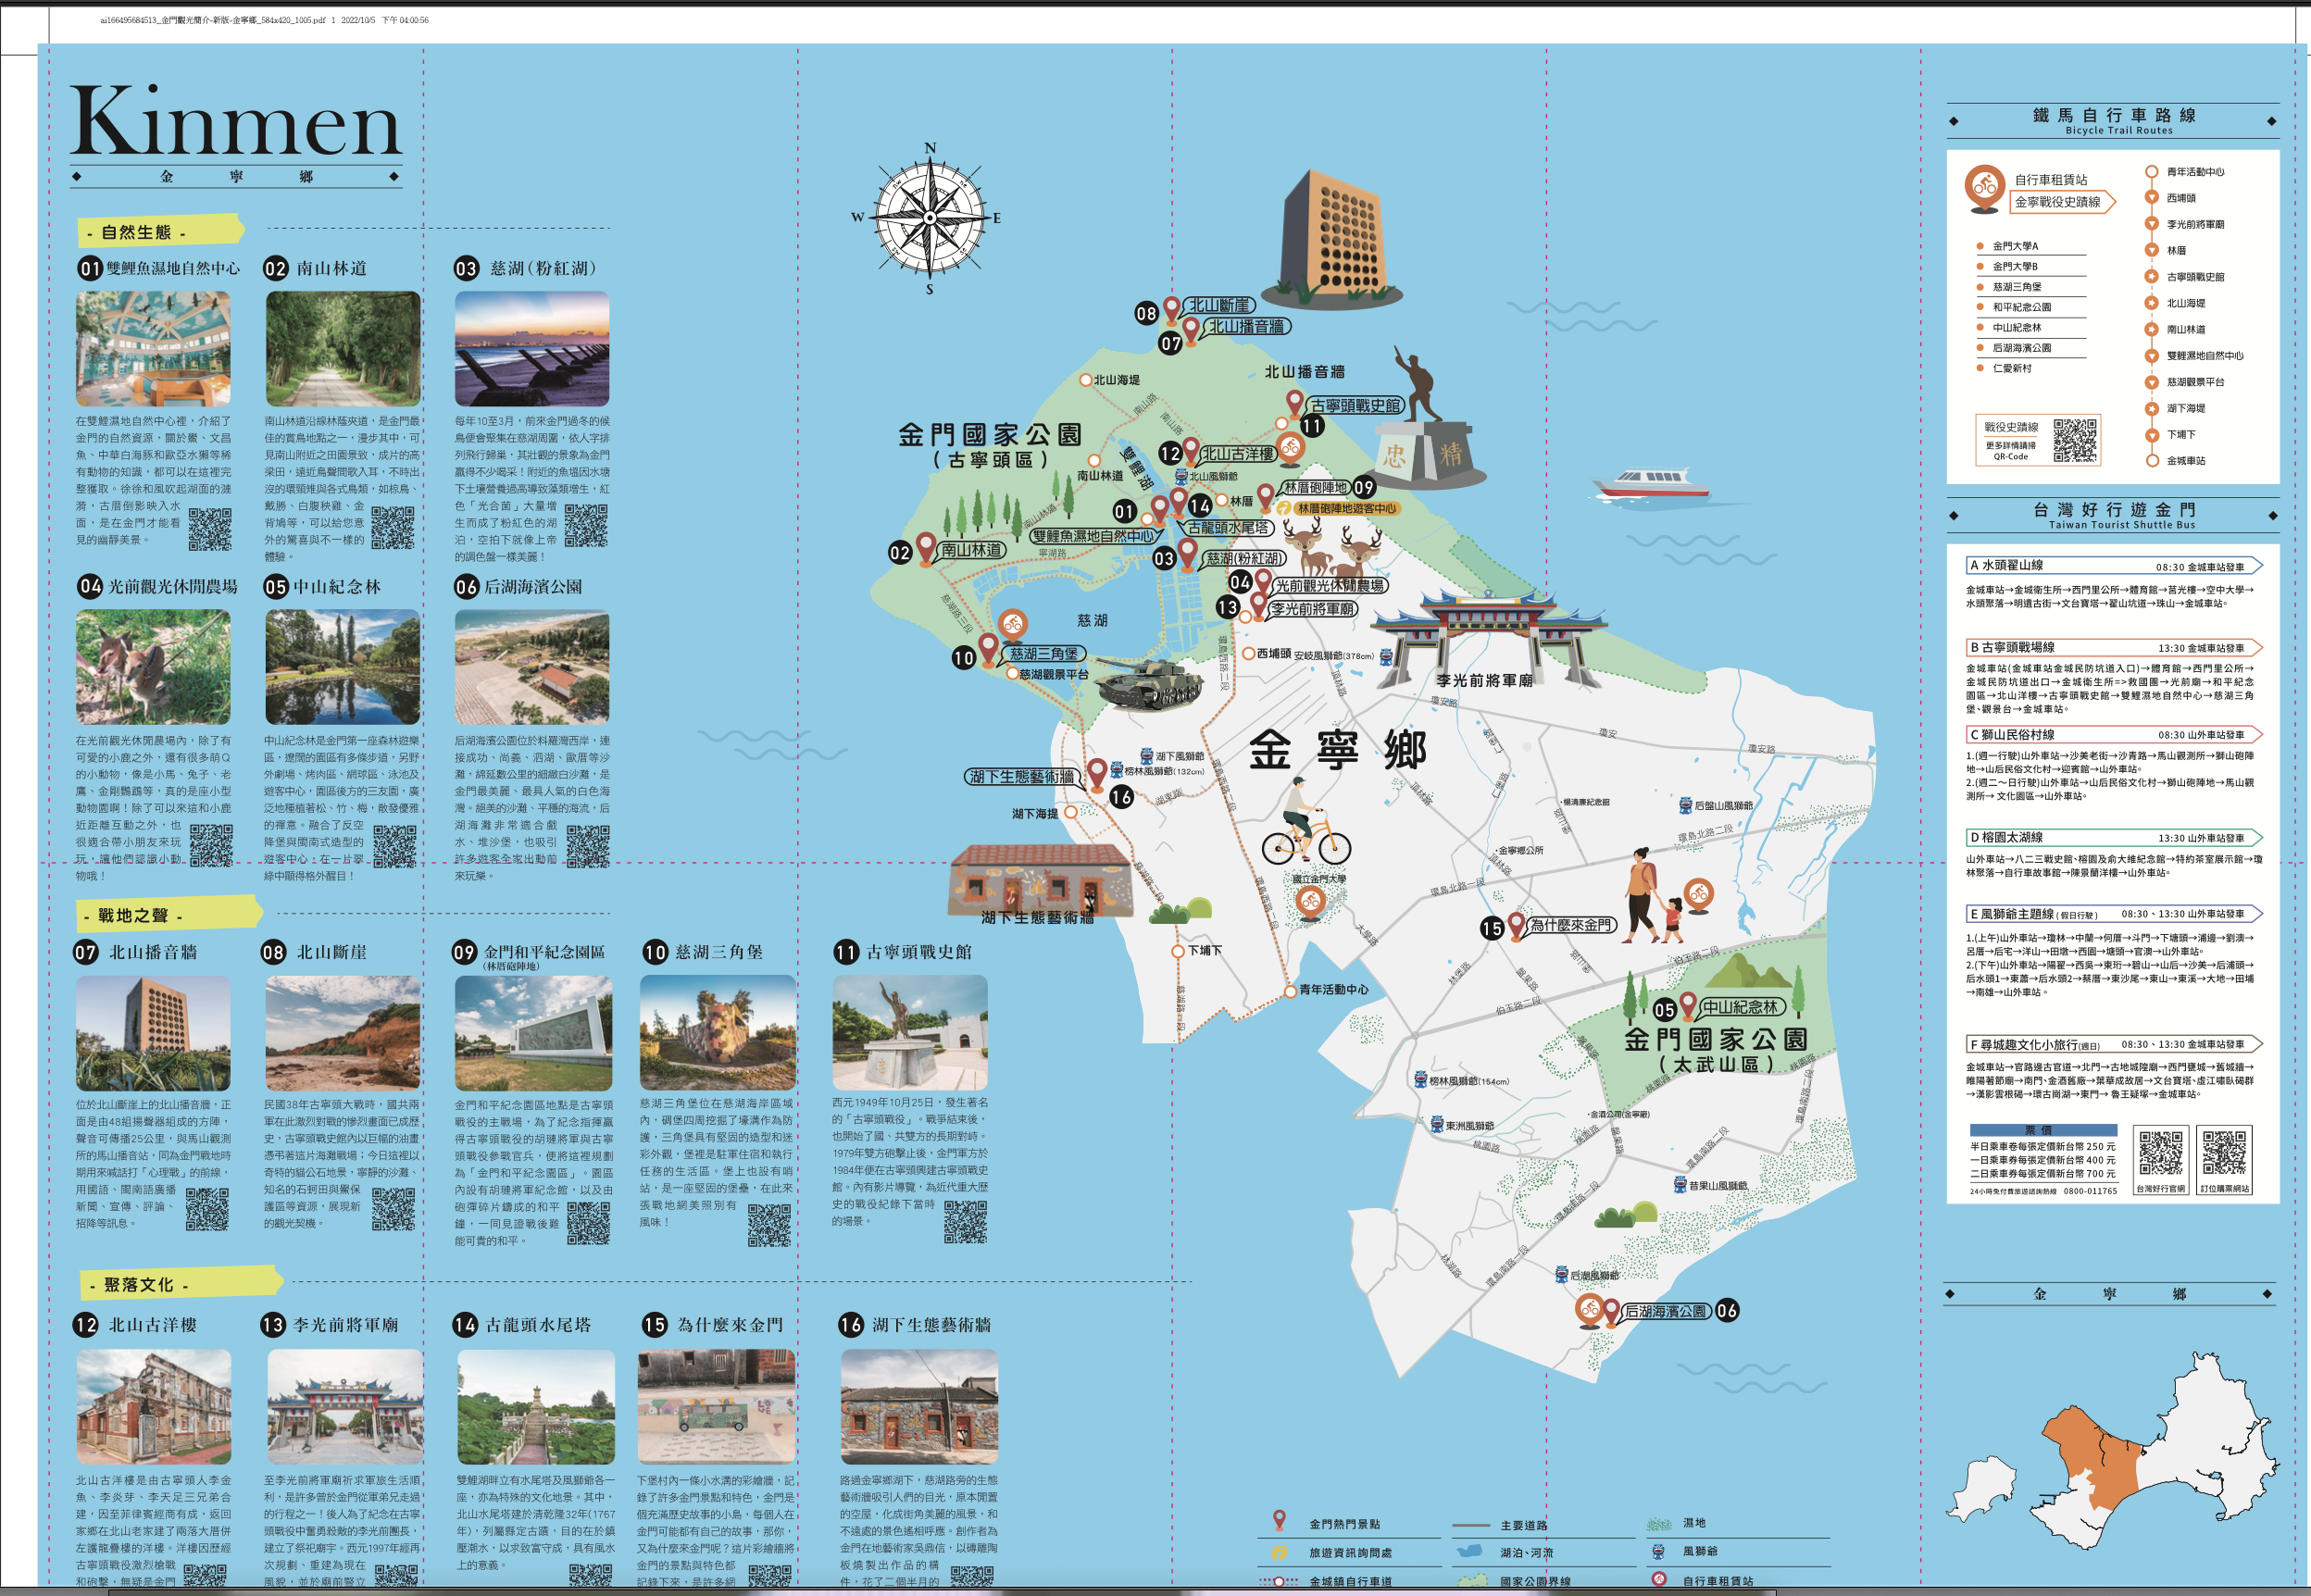 ai166495684513_金門觀光簡介-新版-金寧鄉_584x420_1005.pdf 1 2022/10/5 下午 04:00:56
Kinmen
金 寧 鄉
- 自然生態 -
01 雙鯉魚濕地自然中心
在雙鯉濕地自然中心裡，介紹了
金門的自然資源，關於鱟、文昌
魚、中華白海豚和歐亞水獺等稀
有動物的知識，都可以在這裡完
整獲取。徐徐和風吹起湖面的漣
漪，古厝倒影映入水
面，是在金門才能看
見的幽靜美景。
02 南山林道
南山林道沿線林蔭夾道，是金門最
佳的賞鳥地點之一，漫步其中，可
見南山附近之田園景致，成片的高
梁田，遠近鳥聲間歌入耳，不時出
沒的環頸雉與各式鳥類，如棕鳥、
戴勝、白腹秧雞、金
背鳩等，可以給您意
外的驚喜與不一樣的
體驗。
03 慈湖(粉紅湖)
每年10至3月，前來金門過冬的候
鳥便會聚集在慈湖周圍，依人字排
列飛行歸巢，其壯觀的景象為金門
贏得不少喝采！附近的魚塭因水塘
下土壤營養過高導致藻類增生，紅
色「光合菌」大量增
生而成了粉紅色的湖
泊，空拍下就像上帝
的調色盤一樣美麗！
04 光前觀光休閒農場
在光前觀光休閒農場內，除了有
可愛的小鹿之外，還有很多萌Q
的小動物，像是小馬、兔子、老
鷹、金剛鸚鵡等，真的是座小型
動物園啊！除了可以來這和小鹿
近距離互動之外，也
很適合帶小朋友來玩
玩，讓他們認識小動
物哦！
05 中山紀念林
中山紀念林是金門第一座森林遊樂
區，遼闊的園區有多條步道，另野
外劇場、烤肉區、網球區、泳池及
遊客中心，園區後方的三友園，廣
泛地種植著松、竹、梅，散發優雅
的禪意。融合了反空
降堡與閩南式造型的
遊客中心，在一片翠
綠中顯得格外醒目！
06 后湖海濱公園
后湖海濱公園位於料羅灣西岸，連
接成功、尚義、泗湖、歐厝等沙
灘，綿延數公里的細緻白沙灘，是
金門最美麗、最具人氣的白色海
灣。絕美的沙灘、平穩的海流，后
湖海灘非常適合戲
水、堆沙堡，也吸引
許多遊客全家出動前
來玩樂。
- 戰地之聲 -
07 北山播音牆
位於北山斷崖上的北山播音牆，正
面是由48組揚聲器組成的方陣，
聲音可傳播25公里，與馬山觀測
所的馬山播音站，同為金門戰地時
期用來喊話打「心理戰」的前線，
用國語、閩南語廣播
新聞、宣傳、評論、
招降等訊息。
08 北山斷崖
民國38年古寧頭大戰時，國共兩
軍在此激烈對戰的慘烈畫面已成歷
史，古寧頭戰史館內以巨幅的油畫
憑弔著這片海灘戰場；今日這裡以
奇特的貓公石地景，寧靜的沙灘、
知名的石蚵田與鱟保
護區等資源，展現新
的觀光契機。
09 金門和平紀念園區
(林厝砲陣地)
金門和平紀念園區地點是古寧頭
戰役的主戰場，為了紀念指揮贏
得古寧頭戰役的胡璉將軍與古寧
頭戰役參戰官兵，便將這裡規劃
為「金門和平紀念園區」。園區
內設有胡璉將軍紀念館，以及由
砲彈碎片鑄成的和平
鐘，一同見證戰後難
能可貴的和平。
10 慈湖三角堡
慈湖三角堡位在慈湖海岸區域
內，碉堡四周挖掘了壕溝作為防
護，三角堡具有堅固的造型和迷
彩外觀，堡裡是駐軍住宿和執行
任務的生活區。堡上也設有哨
站，是一座堅固的堡壘，在此來
張戰地網美照別有
風味！
11 古寧頭戰史館
西元1949年10月25日，發生著名
的「古寧頭戰役」。戰爭結束後，
也開始了國、共雙方的長期對峙。
1979年雙方砲擊止後，金門軍方於
1984年便在古寧頭興建古寧頭戰史
館。內有影片導覽，為近代重大歷
史的戰役紀錄下當時
的場景。
- 聚落文化 -
12 北山古洋樓
北山古洋樓是由古寧頭人李金
魚、李炎芽、李天足三兄弟合
建，因至菲律賓經商有成，返回
家鄉在北山老家建了兩落大厝併
左護龍疊樓的洋樓。洋樓因歷經
古寧頭戰役激烈槍戰
和砲擊，無疑是金門
13 李光前將軍廟
至李光前將軍廟祈求軍旅生活順
利，是許多曾於金門從軍弟兄走過
的行程之一！後人為了紀念在古寧
頭戰役中奮勇殺敵的李光前團長，
建立了祭祀廟宇。西元1997年經再
次規劃、重建為現在
風貌，並於廟前豎立
14 古龍頭水尾塔
雙鯉湖畔立有水尾塔及風獅爺各一
座，亦為特殊的文化地景。其中，
北山水尾塔建於清乾隆32年(1767
年)，列屬縣定古蹟，目的在於鎮
壓潮水，以求致富守成，具有風水
上的意義。
15 為什麼來金門
下堡村內一條小水溝的彩繪牆，記
錄了許多金門景點和特色，金門是
個充滿歷史故事的小島，每個人在
金門可能都有自己的故事，那你，
又為什麼來金門呢？這片彩繪牆將
金門的景點與特色都
記錄下來，是許多網
16 湖下生態藝術牆
路過金寧鄉湖下，慈湖路旁的生態
藝術牆吸引人們的目光，原本閒置
的空屋，化成街角美麗的風景，和
不遠處的景色遙相呼應。創作者為
金門在地藝術家吳鼎信，以磚雕陶
板燒製出作品的構
件，花了二個半月的
N
W
E
S
08 北山斷崖
07 北山播音牆
北山海堤
北山播音牆
古寧頭戰史館
11
金門國家公園
(古寧頭區)
南山路
南山路
忠 精
12 北山古洋樓
雙鯉湖
南山林道
北山風獅爺
林厝
林厝砲陣地 09
林厝砲陣地遊客中心
01
14
古龍頭水尾塔
雙鯉魚濕地自然中心
南山林道
02 南山林道
寧湖路
03 慈湖(粉紅湖)
04 光前觀光休閒農場
13 李光前將軍廟
慈湖路三段
慈湖
10 慈湖三角堡
慈湖觀景平台
環島西路二段
西埔頭
安岐風獅爺(378cm)
李光前將軍廟
頂林路
瓊安路
瓊安
瓊安路
金寧鄉
湖下風獅爺
榜林風獅爺(132cm)
湖下生態藝術牆
16
湖下海堤
湖東路
環島西路二段
頂林路
仁愛路
楊清廉紀念館
后盤山風獅爺
環島北路二段
金寧鄉公所
頂林路
環島北路一段
國立金門大學
湖下生態藝術牆
慈湖路二段
環島西路一段
大學路
15 為什麼來金門
下埔下
青年活動中心
慈湖路一段
林堡路
盤果路
伯玉路二段
伯玉路二段
05 中山紀念林
金門國家公園
(太武山區)
盤果路
桃園路
桃園路
榜林風獅爺(154cm)
金酒公司(金寧廠)
東洲風獅爺
桃園路
桃園路
盤果路
環島南路二段
環島南路二段
昔果山風獅爺
環島南路一段
環島南路一段
林湖路
后湖風獅爺
后湖海濱公園 06
金門熱門景點
主要道路
濕地
旅遊資訊詢問處
湖泊、河流
風獅爺
金城鎮自行車道
國家公園界線
自行車租賃站
鐵馬自行車路線
Bicycle Trail Routes
自行車租賃站
金寧戰役史蹟線
金門大學A
金門大學B
慈湖三角堡
和平紀念公園
中山紀念林
后湖海濱公園
仁愛新村
戰役史蹟線
更多詳情請掃
QR-Code
青年活動中心
西埔頭
李光前將軍廟
林厝
古寧頭戰史館
北山海堤
南山林道
雙鯉濕地自然中心
慈湖觀景平台
湖下海堤
下埔下
金城車站
台灣好行遊金門
Taiwan Tourist Shuttle Bus
A 水頭翟山線 08:30 金城車站發車
金城車站→金城衛生所→西門里公所→體育館→莒光樓→空中大學→
水頭聚落→明遺古街→文台寶塔→翟山坑道→珠山→金城車站。
B 古寧頭戰場線 13:30 金城車站發車
金城車站(金城車站金城民防坑道入口)→體育館→西門里公所→
金城民防坑道出口→金城衛生所=>救國團→光前廟→和平紀念
園區→北山洋樓→古寧頭戰史館→雙鯉濕地自然中心→慈湖三角
堡、觀景台→金城車站。
C 獅山民俗村線 08:30 山外車站發車
1.(週一行駛)山外車站→沙美老街→沙青路→馬山觀測所→獅山砲陣
地→山后民俗文化村→迎賓館→山外車站。
2.(週二～日行駛)山外車站→山后民俗文化村→獅山砲陣地→馬山觀
測所→ 文化園區→山外車站。
D 榕園太湖線 13:30 山外車站發車
山外車站→八二三戰史館、榕園及俞大維紀念館→特約茶室展示館→瓊
林聚落→自行車故事館→陳景蘭洋樓→山外車站。
E 風獅爺主題線(假日行駛) 08:30、13:30 山外車站發車
1.(上午)山外車站→瓊林→中蘭→何厝→斗門→下塘頭→浦邊→劉澳→
呂厝→后宅→洋山→田墩→西園→塘頭→官澳→山外車站。
2.(下午)山外車站→陽翟→西吳→東珩→碧山→山后→沙美→后浦頭→
后水頭1→東蕭→后水頭2→蔡厝→東沙尾→東山→東溪→大地→田埔
→南雄→山外車站。
F 尋城趣文化小旅行(週日) 08:30、13:30 金城車站發車
金城車站→官路邊古官道→北門→古地城隍廟→西門甕城→舊城牆→
睢陽著節廟→南門、金酒舊廠→葉華成故居→文台寶塔、虛江嘯臥碣群
→漢影雲根碣→環古崗湖→東門→ 魯王疑塚→金城車站。
票價
半日乘車卷每張定價新台幣 250 元
一日乘車券每張定價新台幣 400 元
二日乘車券每張定價新台幣 700 元
24小時免付費旅遊諮詢熱線 0800-011765
台灣好行官網
訂位購票網站
金 寧 鄉